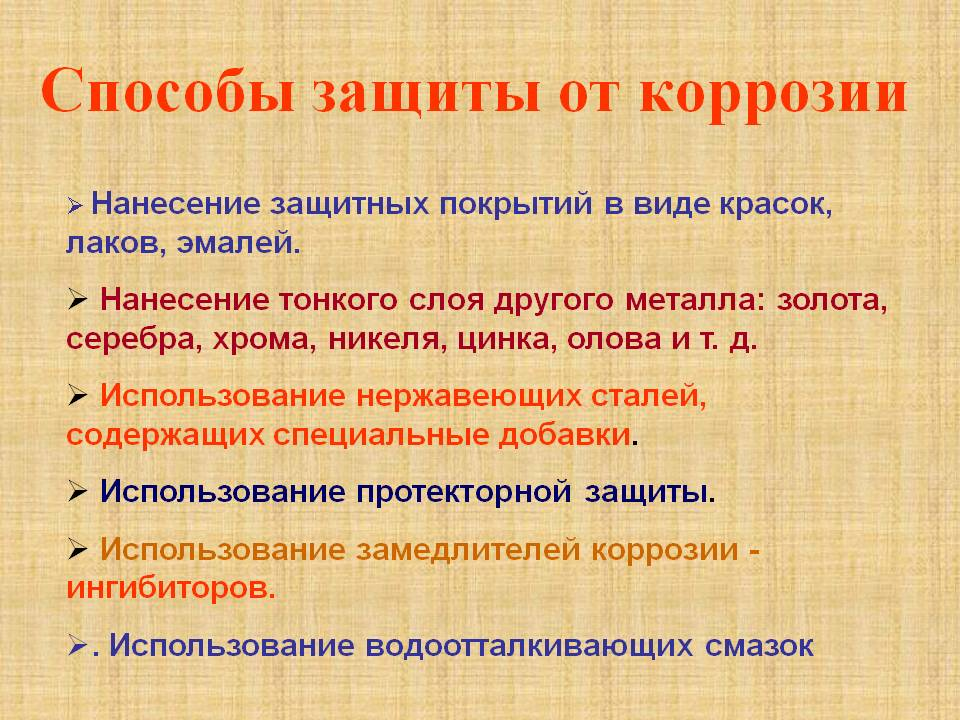 Способы защиты от коррозии
➢ Нанесение защитных покрытий в виде красок,
лаков, эмалей.
➢ Нанесение тонкого слоя другого металла: золота,
серебра, хрома, никеля, цинка, олова и т. д.
➢ Использование нержавеющих сталей,
содержащих специальные добавки.
➢ Использование протекторной защиты.
➢ Использование замедлителей коррозии -
ингибиторов.
➢. Использование водоотталкивающих смазок